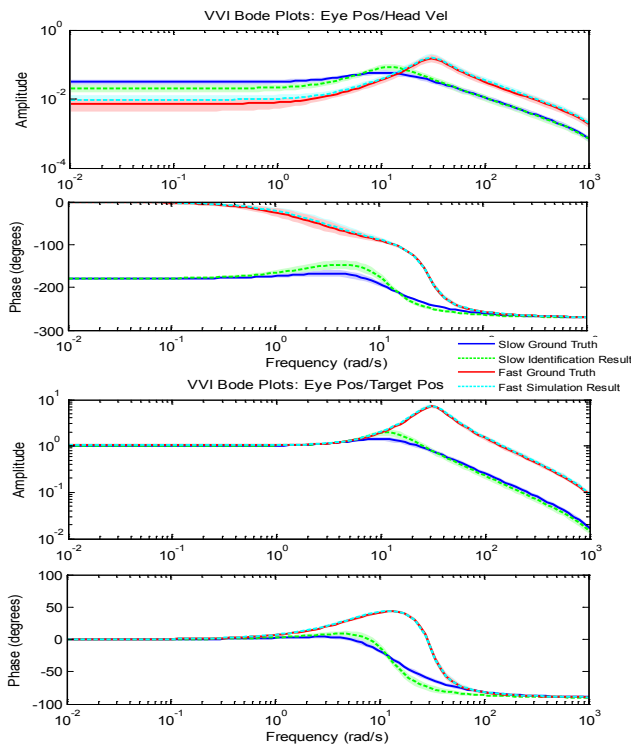 VVI Bode Plots: Eye Pos/Head Vel
Amplitude
10^0
10^-2
10^-4
10^-2 10^-1 10^0 10^1 10^2 10^3
Phase (degrees)
0
-100
-200
-300
10^-2 10^-1 10^0 10^1 10^2 10^3
Frequency (rad/s)
Slow Ground Truth
Slow Identification Result
Fast Ground Truth
Fast Simulation Result
VVI Bode Plots: Eye Pos/Target Pos
Amplitude
10^1
10^0
10^-1
10^-2
10^-2 10^-1 10^0 10^1 10^2 10^3
Phase (degrees)
100
50
0
-50
-100
10^-2 10^-1 10^0 10^1 10^2 10^3
Frequency (rad/s)